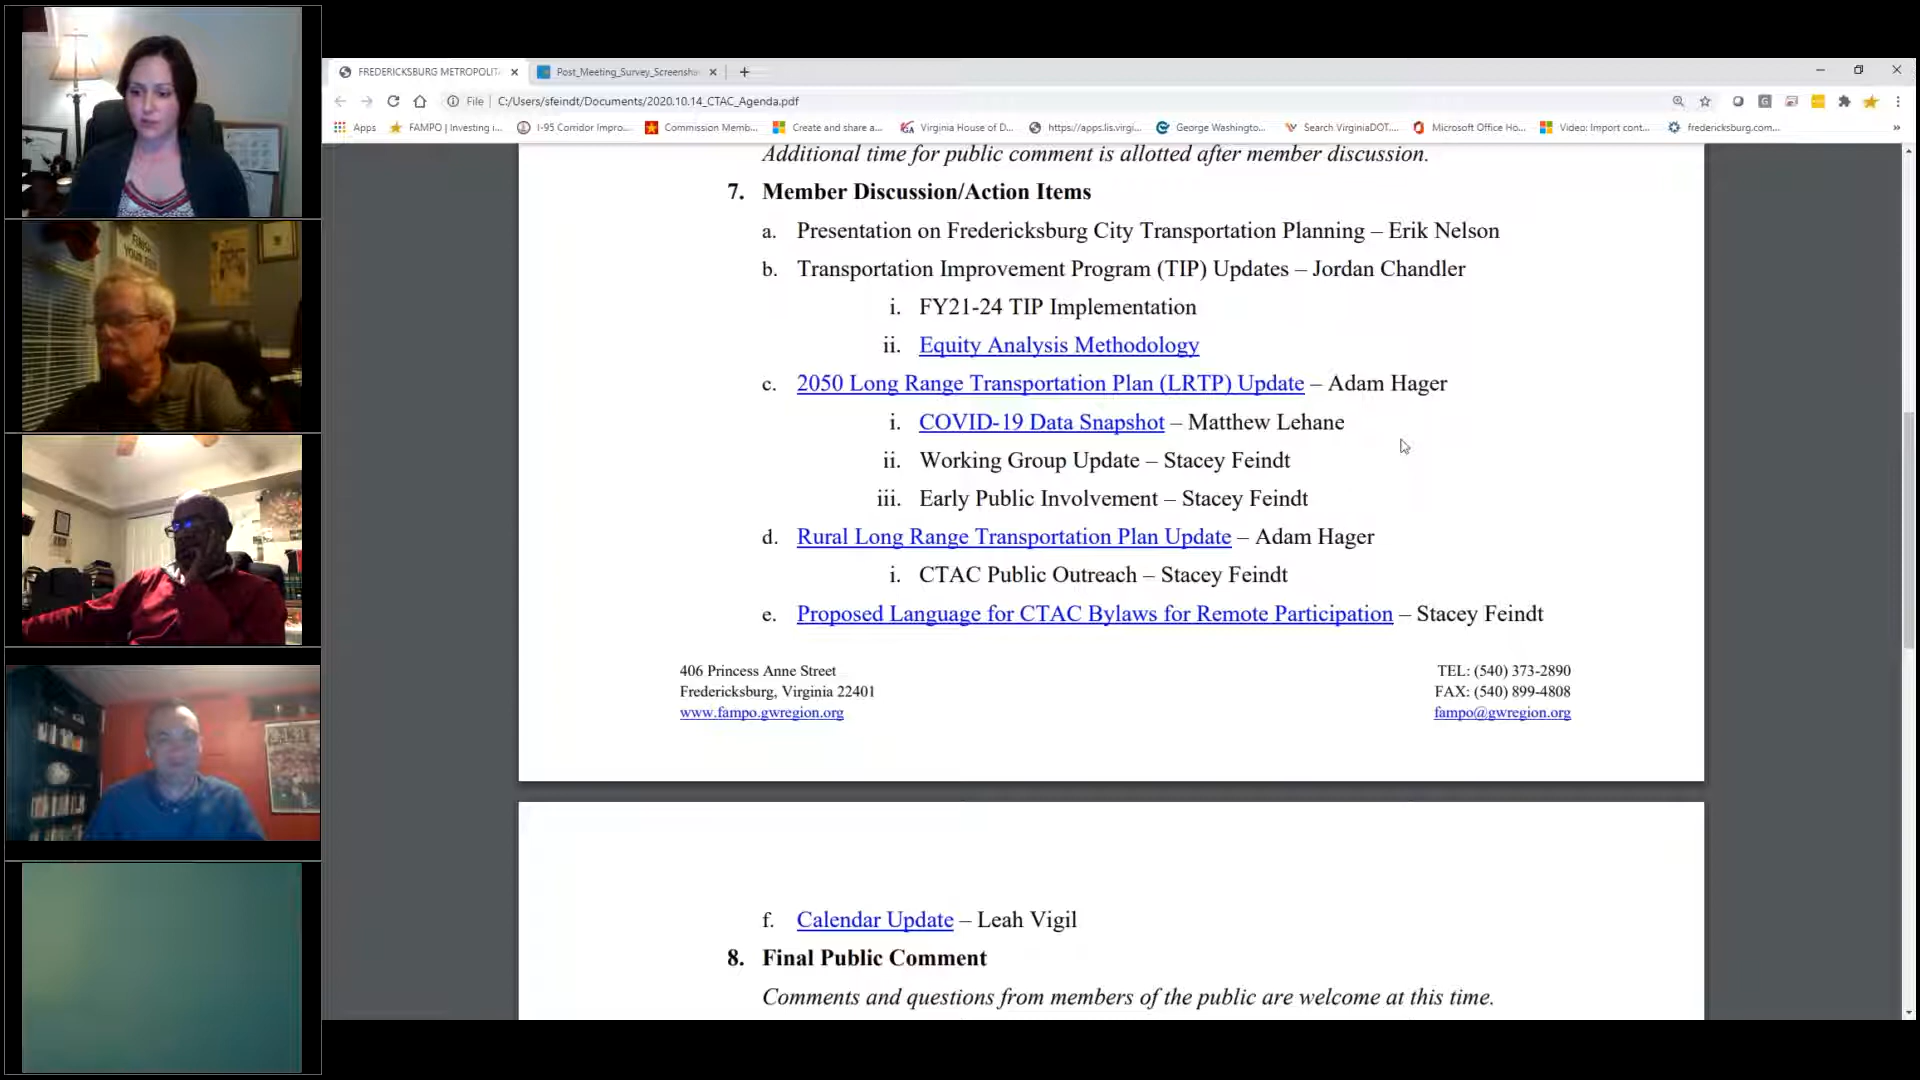 FREDERICKSBURG METROPOLIT
Post_Meeting_Survey_Screensh
File C:/Users/sfeindt/Documents/2020.10.14_CTAC_Agenda.pdf
Apps FAMPO | Investing i... I-95 Corridor Impro... Commission Memb... Create and share a... Virginia House of D... https://apps.lis.virgi... George Washingto... Search VirginiaDOT.... Microsoft Office Ho... Video: Import cont... fredericksburg.com...
Additional time for public comment is allotted after member discussion.
7. Member Discussion/Action Items
a. Presentation on Fredericksburg City Transportation Planning – Erik Nelson
b. Transportation Improvement Program (TIP) Updates – Jordan Chandler
i. FY21-24 TIP Implementation
ii. Equity Analysis Methodology
c. 2050 Long Range Transportation Plan (LRTP) Update – Adam Hager
i. COVID-19 Data Snapshot – Matthew Lehane
ii. Working Group Update – Stacey Feindt
iii. Early Public Involvement – Stacey Feindt
d. Rural Long Range Transportation Plan Update – Adam Hager
i. CTAC Public Outreach – Stacey Feindt
e. Proposed Language for CTAC Bylaws for Remote Participation – Stacey Feindt
406 Princess Anne Street
Fredericksburg, Virginia 22401
www.fampo.gwregion.org
TEL: (540) 373-2890
FAX: (540) 899-4808
fampo@gwregion.org
f. Calendar Update – Leah Vigil
8. Final Public Comment
Comments and questions from members of the public are welcome at this time.